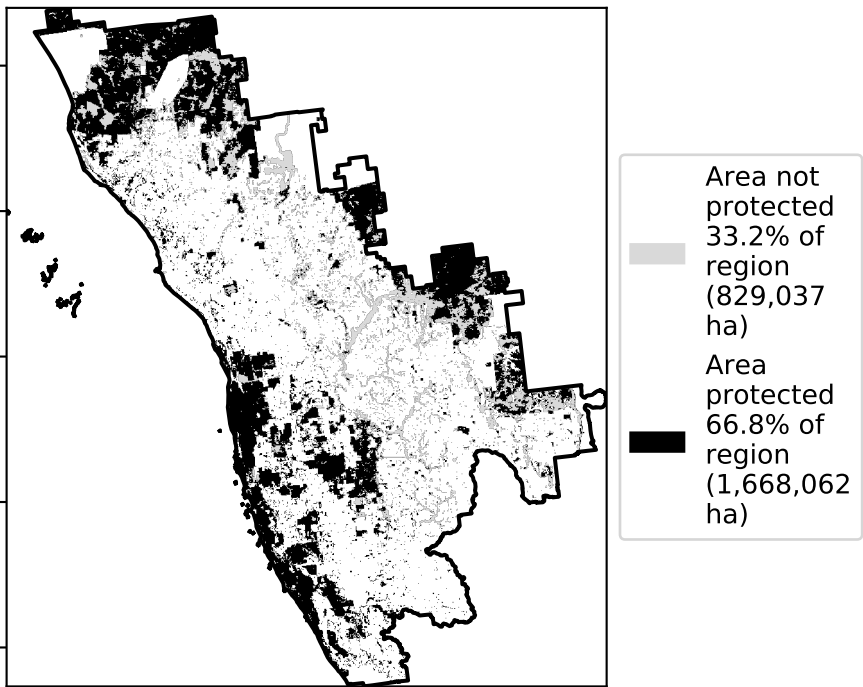 Area not
protected
33.2% of
region
(829,037
ha)
Area
protected
66.8% of
region
(1,668,062
ha)